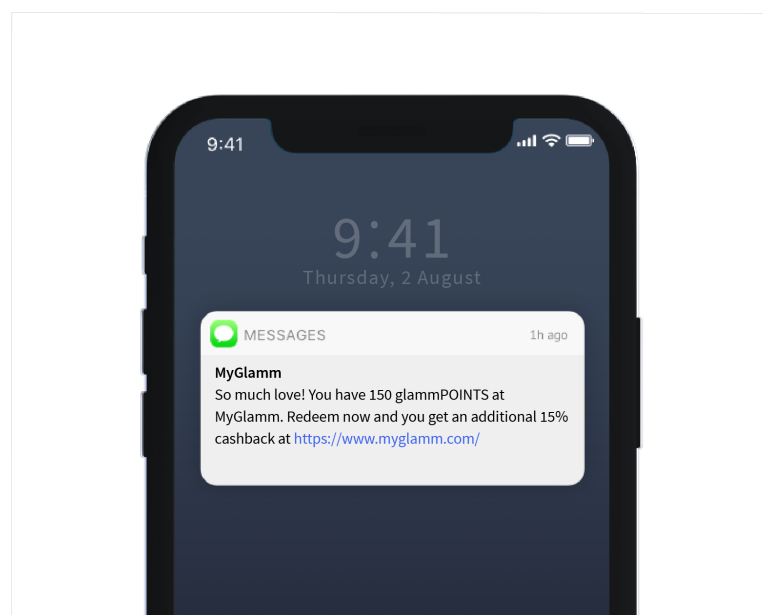 9:41
9:41
Thursday, 2 August
MESSAGES 1h ago
MyGlamm
So much love! You have 150 glammPOINTS at
MyGlamm. Redeem now and you get an additional 15%
cashback at https://www.myglamm.com/